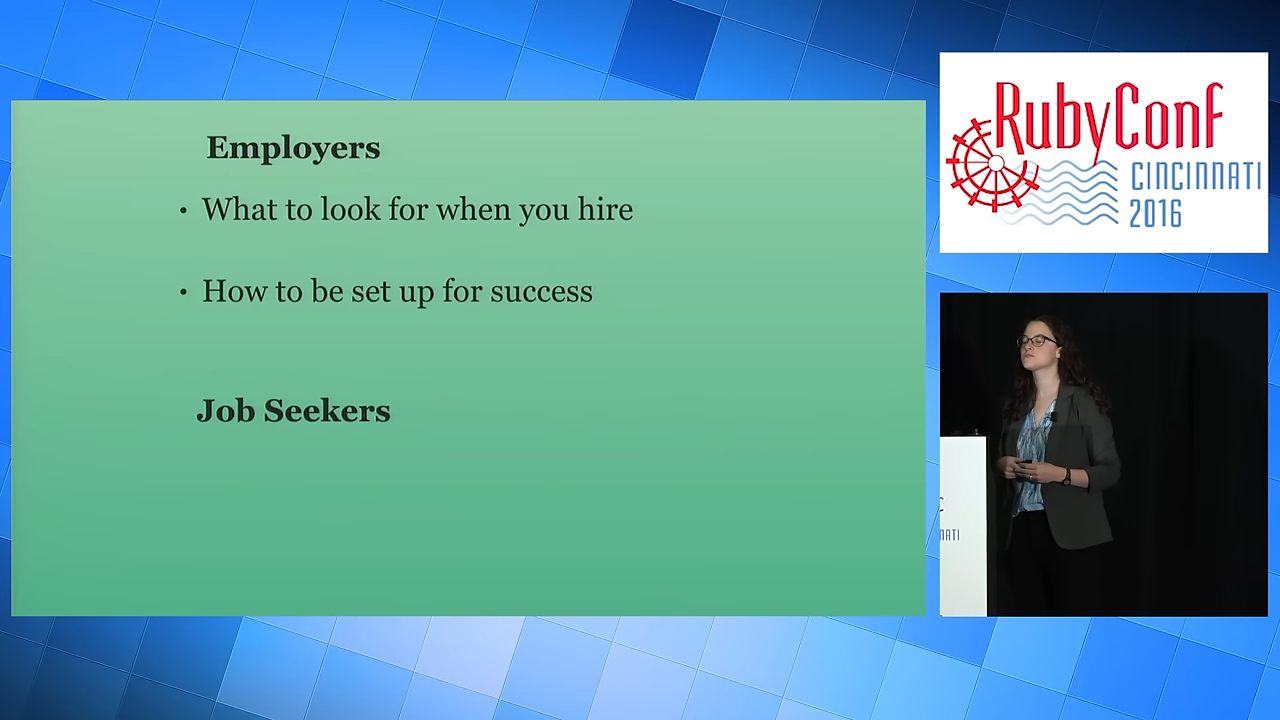 Employers
• What to look for when you hire
• How to be set up for success
Job Seekers
RubyConf
CINCINNATI
2016
NATI